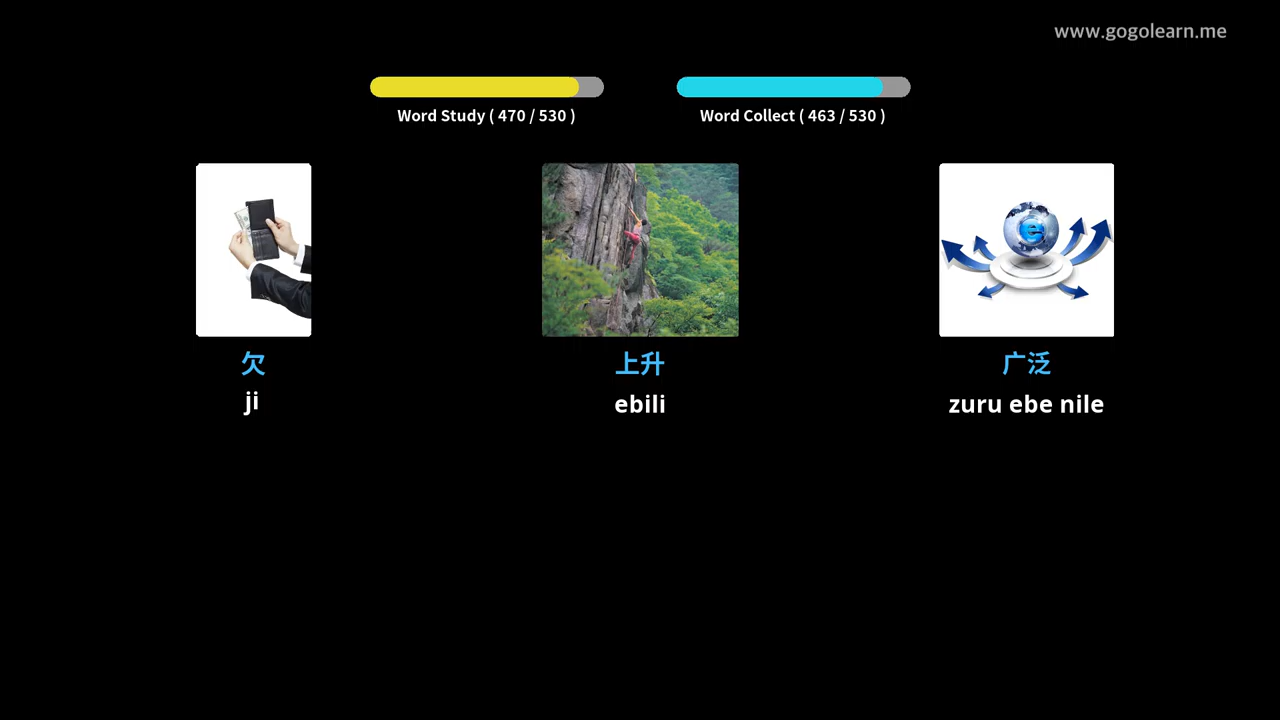 www.gogolearn.me
Word Study ( 470 / 530 )
Word Collect ( 463 / 530 )
欠
上升
广泛
ji
ebili
zuru ebe nile